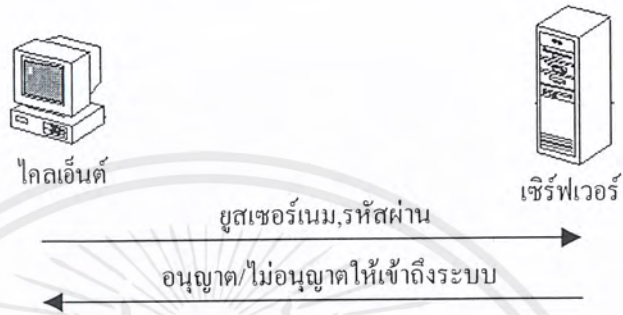 ไคลเอ็นต์
เซิร์ฟเวอร์
ยูสเซอร์เนม,รหัสผ่าน
อนุญาต/ไม่อนุญาตให้เข้าถึงระบบ